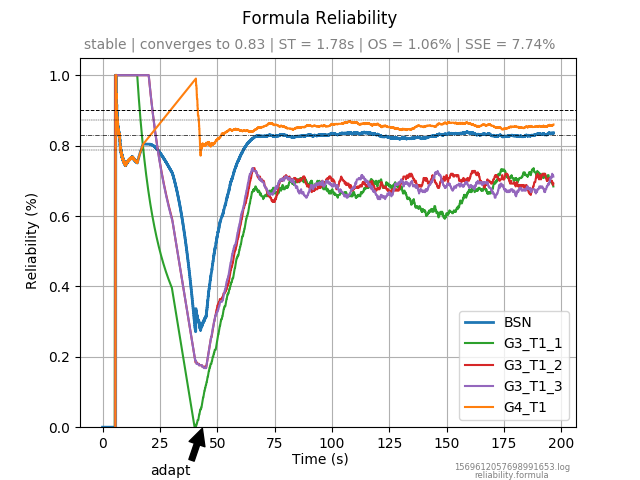 Formula Reliability
stable | converges to 0.83 | ST = 1.78s | OS = 1.06% | SSE = 7.74%
Reliability (%)
1.0
0.8
0.6
0.4
0.2
0.0
BSN
G3_T1_1
G3_T1_2
G3_T1_3
G4_T1
0 25 50 75 100 125 150 175 200
Time (s)
adapt
1569612057698991653.log
reliability.formula